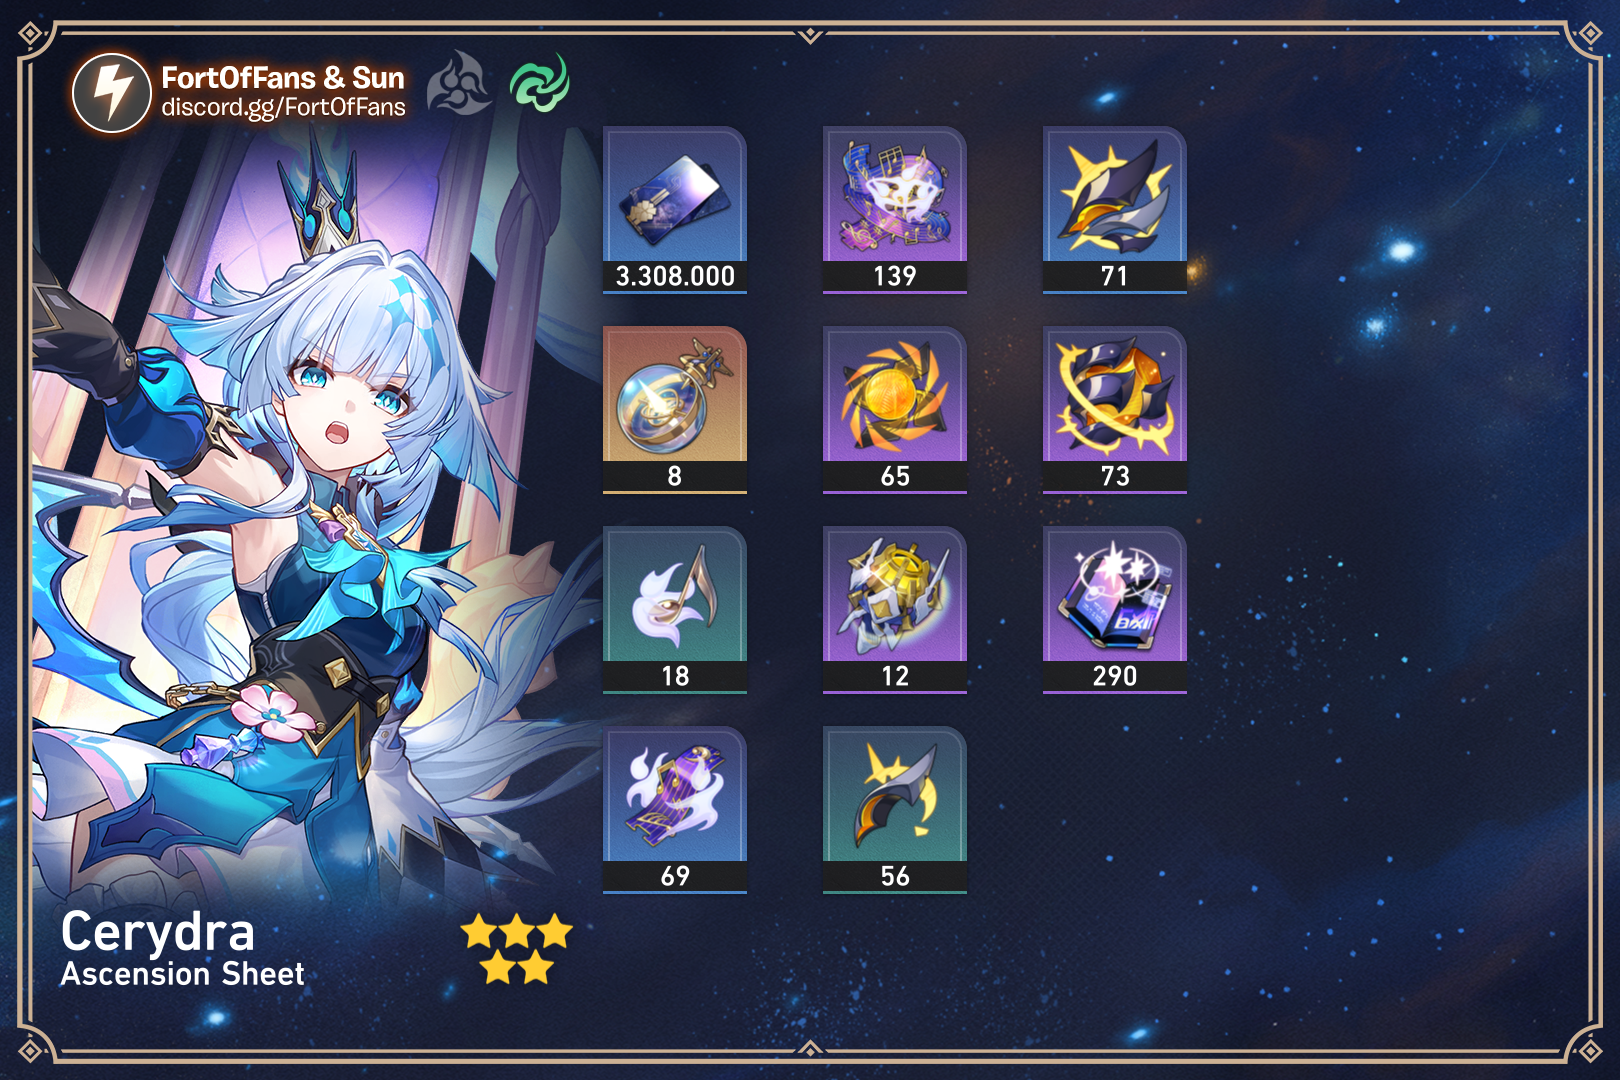 FortOfFans & Sun
discord.gg/FortOfFans
3.308.000
139
71
8
65
73
18
12
290
69
56
Cerydra
Ascension Sheet